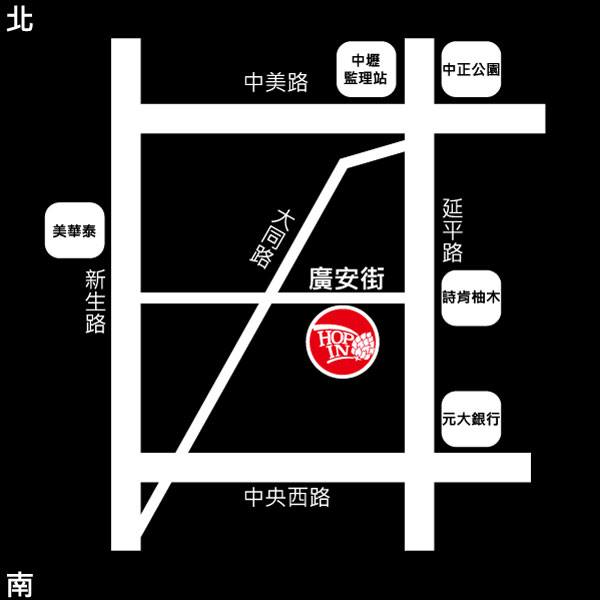 北
中壢
監理站
中正公園
中美路
美華泰
大同路
延平路
新生路
廣安街
詩肯柚木
HOP
IN
元大銀行
中央西路
南